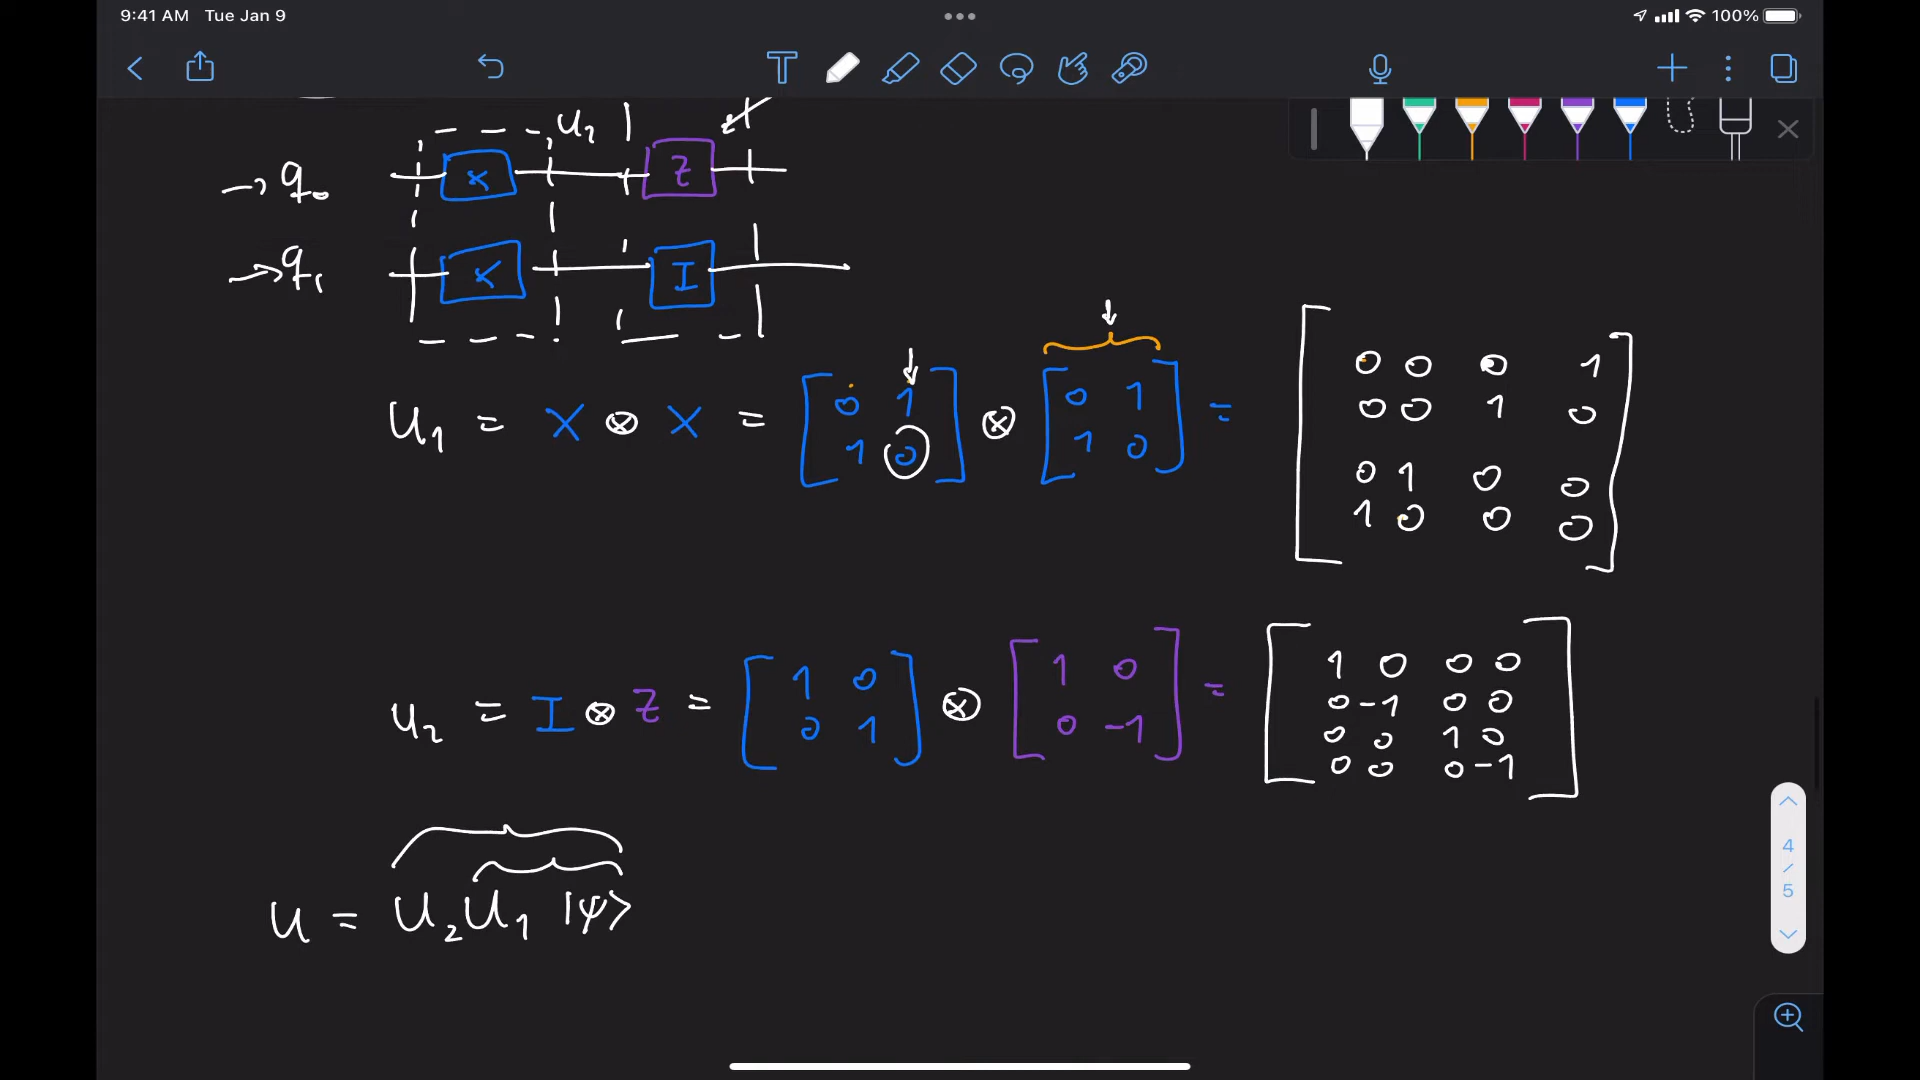 9:41 AM Tue Jan 9 100%
U₂
→ q₀ X Z
→ q₁ X I
U₁ = X ⊗ X = [ 0 1 ⊗ [ 0 1 = [ 0 0 0 1
1 0 ] 1 0 ] 0 0 1 0
0 1 0 0
1 0 0 0 ]
U₂ = I ⊗ Z = [ 1 0 ⊗ [ 1 0 = [ 1 0 0 0
0 1 ] 0 -1 ] 0 -1 0 0
0 0 1 0
0 0 0 -1 ]
U = U₂U₁ |ψ⟩
4
/
5